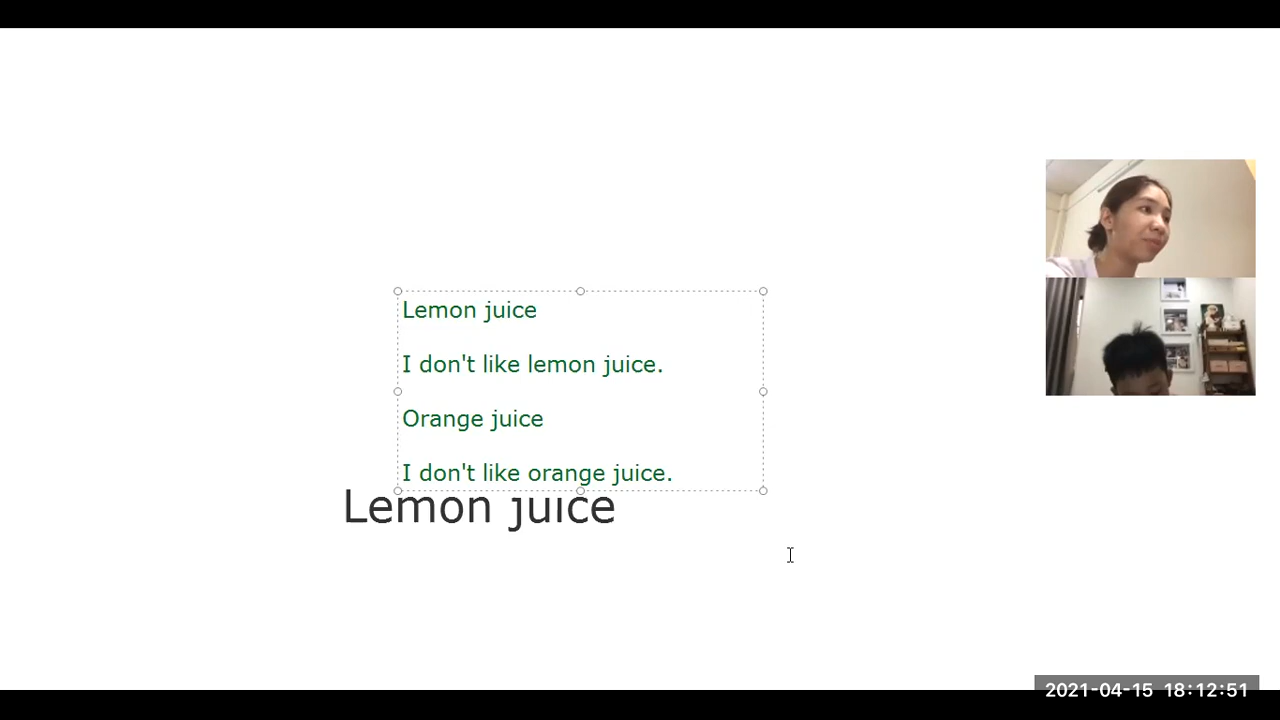 Lemon juice
I don't like lemon juice.
Orange juice
I don't like orange juice.
Lemon juice
2021-04-15 18:12:51